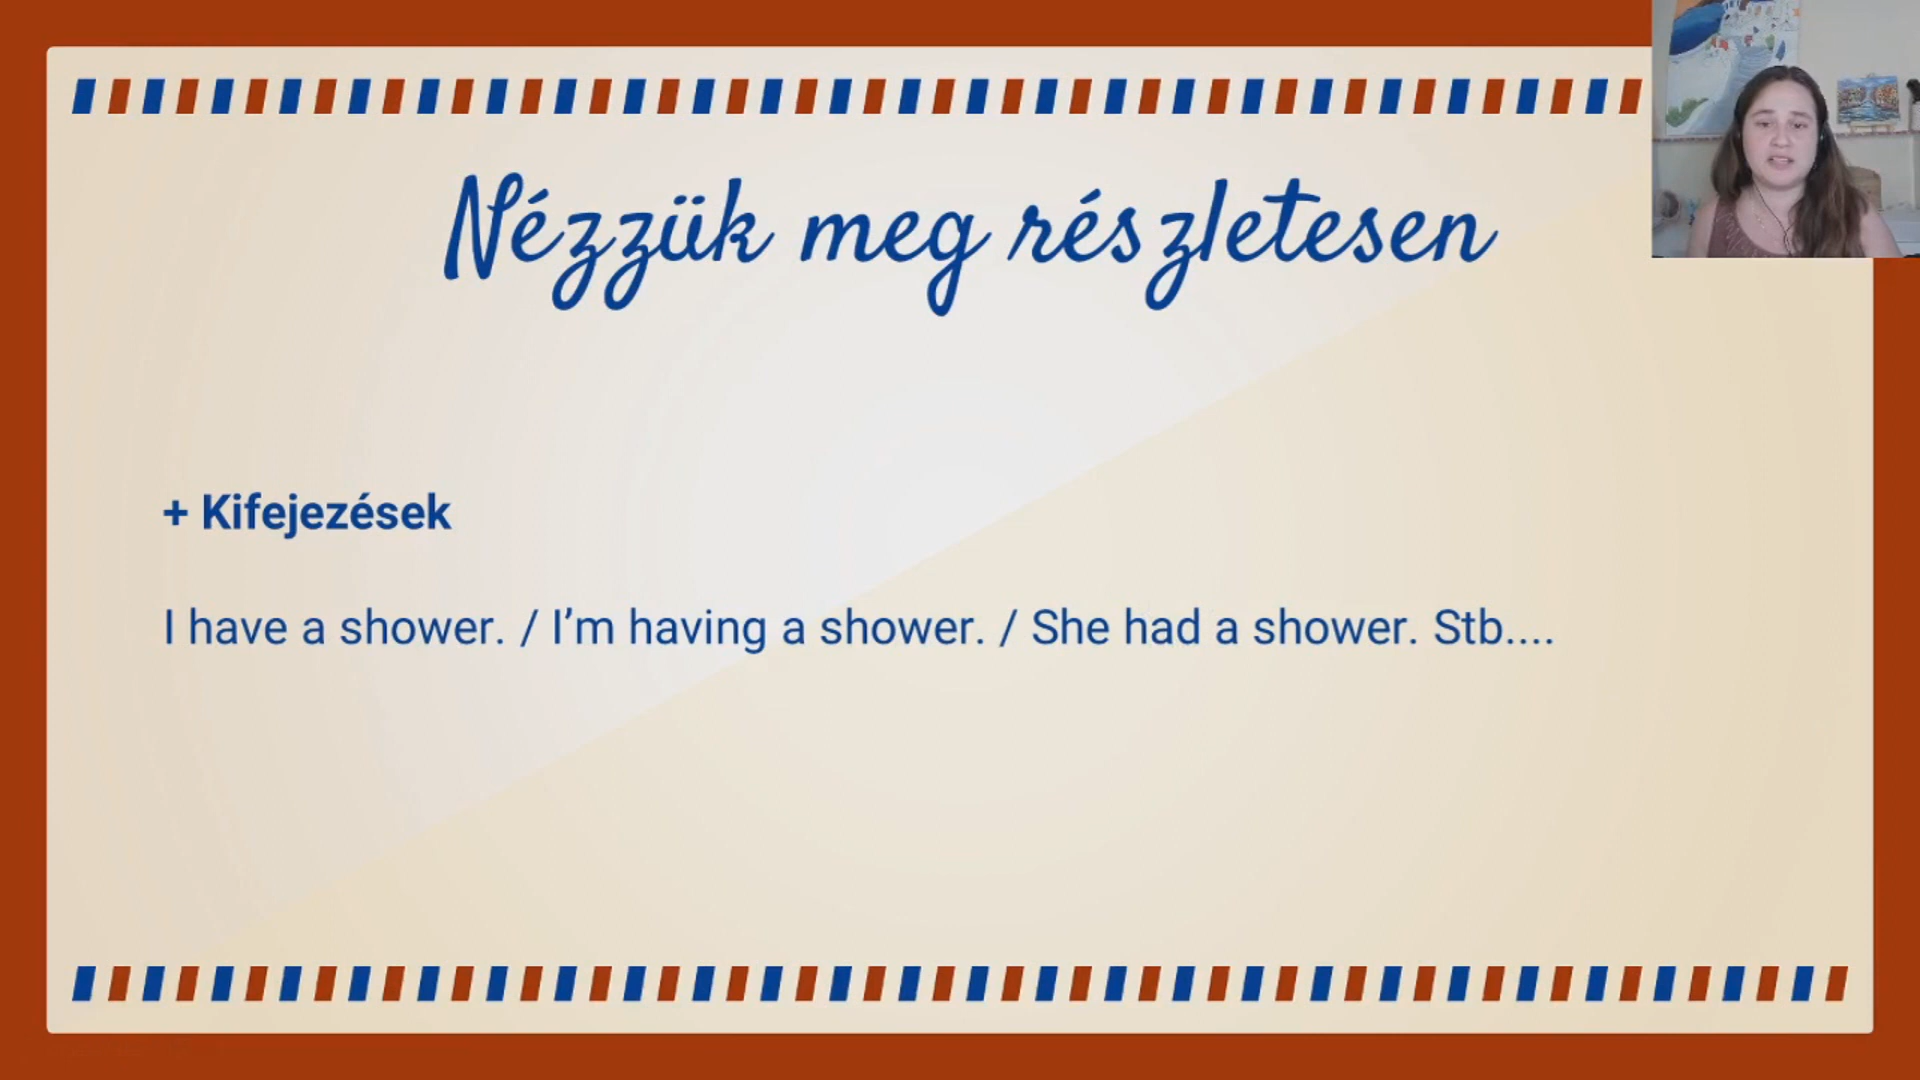 Nézzük meg részletesen
+ Kifejezések
I have a shower. / I’m having a shower. / She had a shower. Stb....